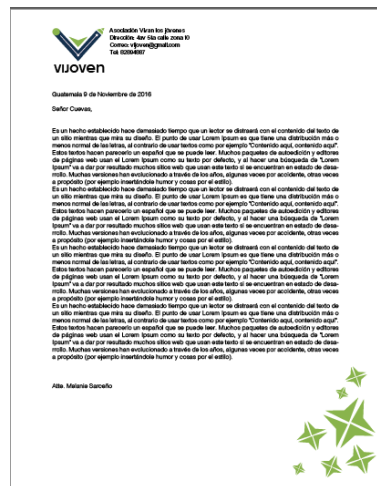 Asociación Vivan los jóvenes
Dirección: 4av 5ta calle zona 10
Correo: vijoven@gmail.com
Tel: 62894897
VIJOVEN
Guatemala 9 de Noviembre de 2016
Señor Cuevas,
Es un hecho establecido hace demasiado tiempo que un lector se distraerá con el contenido del texto de
un sitio mientras que mira su diseño. El punto de usar Lorem Ipsum es que tiene una distribución más o
menos normal de las letras, al contrario de usar textos como por ejemplo "Contenido aquí, contenido aquí".
Estos textos hacen parecerlo un español que se puede leer. Muchos paquetes de autoedición y editores
de páginas web usan el Lorem Ipsum como su texto por defecto, y al hacer una búsqueda de "Lorem
Ipsum" va a dar por resultado muchos sitios web que usan este texto si se encuentran en estado de desa-
rrollo. Muchas versiones han evolucionado a través de los años, algunas veces por accidente, otras veces
a propósito (por ejemplo insertándole humor y cosas por el estilo).
Es un hecho establecido hace demasiado tiempo que un lector se distraerá con el contenido del texto de
un sitio mientras que mira su diseño. El punto de usar Lorem Ipsum es que tiene una distribución más o
menos normal de las letras, al contrario de usar textos como por ejemplo "Contenido aquí, contenido aquí".
Estos textos hacen parecerlo un español que se puede leer. Muchos paquetes de autoedición y editores
de páginas web usan el Lorem Ipsum como su texto por defecto, y al hacer una búsqueda de "Lorem
Ipsum" va a dar por resultado muchos sitios web que usan este texto si se encuentran en estado de desa-
rrollo. Muchas versiones han evolucionado a través de los años, algunas veces por accidente, otras veces
a propósito (por ejemplo insertándole humor y cosas por el estilo).
Es un hecho establecido hace demasiado tiempo que un lector se distraerá con el contenido del texto de
un sitio mientras que mira su diseño. El punto de usar Lorem Ipsum es que tiene una distribución más o
menos normal de las letras, al contrario de usar textos como por ejemplo "Contenido aquí, contenido aquí".
Estos textos hacen parecerlo un español que se puede leer. Muchos paquetes de autoedición y editores
de páginas web usan el Lorem Ipsum como su texto por defecto, y al hacer una búsqueda de "Lorem
Ipsum" va a dar por resultado muchos sitios web que usan este texto si se encuentran en estado de desa-
rrollo. Muchas versiones han evolucionado a través de los años, algunas veces por accidente, otras veces
a propósito (por ejemplo insertándole humor y cosas por el estilo).
Es un hecho establecido hace demasiado tiempo que un lector se distraerá con el contenido del texto de
un sitio mientras que mira su diseño. El punto de usar Lorem Ipsum es que tiene una distribución más o
menos normal de las letras, al contrario de usar textos como por ejemplo "Contenido aquí, contenido aquí".
Estos textos hacen parecerlo un español que se puede leer. Muchos paquetes de autoedición y editores
de páginas web usan el Lorem Ipsum como su texto por defecto, y al hacer una búsqueda de "Lorem
Ipsum" va a dar por resultado muchos sitios web que usan este texto si se encuentran en estado de desa-
rrollo. Muchas versiones han evolucionado a través de los años, algunas veces por accidente, otras veces
a propósito (por ejemplo insertándole humor y cosas por el estilo).
Atte. Melanie Sarceño